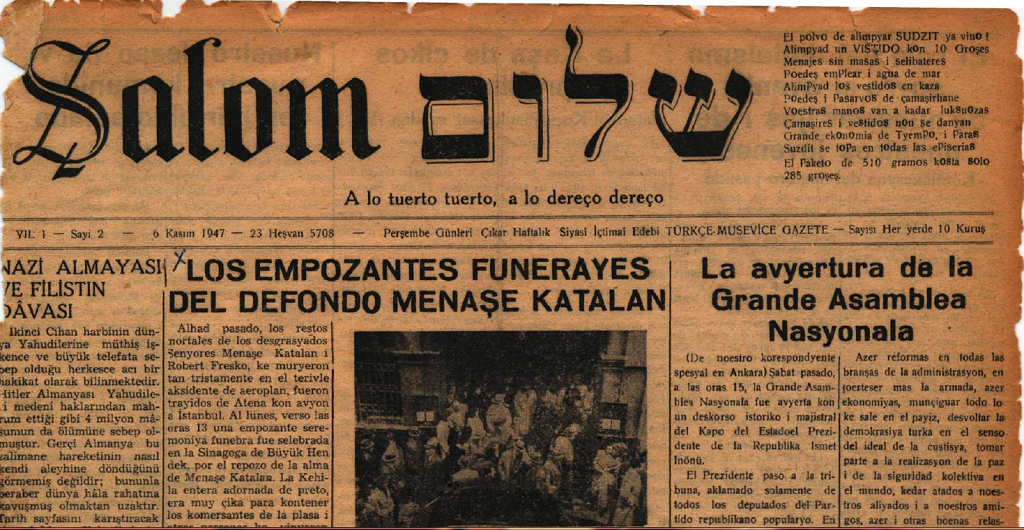 Şalom שלום
El polvo de alimpyar SUDZIT ya vino !
Alimpyad un VISTIDO kon 10 Groşes
Menajes sin masas i selibateres
Poedeş emplear i agua de mar
AlimPyad los vestidos en kaza
Poedeş i Pasarvos de çamaşirhane
Voestras manos van a kadar luksuozas
Çamaşires i vestidos non se danyan
Grande ekonomia de TyemPo, i Paras
Suzdit se toPa en todas las ePiserias
El Paketo de 510 gramos kosta solo
285 groşes.
A lo tuerto tuerto, a lo dereço dereço
YIL 1 — Sayi 2 — 6 Kasım 1947 — 23 Heşvan 5708 — Perşembe Günleri Çıkar Haftalık Siyasi İçtimai Edebi TÜRKÇE-MUSEVİCE GAZETE — Sayısı Her yerde 10 Kuruş
NAZİ ALMAYASI
VE FİLİSTİN
DÂVASI
İkinci Cihan harbinin dün-
ya Yahudilerine müthiş iş-
kence ve büyük telefata se-
bep olduğu herkesce acı bir
hakikat olarak bilinmektedir.
Hitler Almanyası Yahudile-
i medeni haklarından mah-
rum ettiği gibi 4 milyon mâ-
sumun da ölümüne sebep ol-
muştur. Gerçi Almanya bu
zalimane hareketinin nasıl
kendi aleyhine döndüğünü
görmemiş değildir; bununla
beraber dünya hâla rahatına
kavuşmuş olmaktan uzaktır.
Tarih sayfasını karıştıracak
LOS EMPOZANTES FUNERAYES
DEL DEFONDO MENAŞE KATALAN
Alhad pasado, los restos
mortales de los desgrasyados
Senyores Menaşe Katalan i
Robert Fresko, ke muryeron
tan tristamente en el terivle
aksidente de aeroplan, fueron
trayidos de Atena kon avyon
a İstanbul. Al lunes, verso las
oras 13 una empozante sere-
moniya funebra fue selebrada
en la Sinagoga de Büyük Hen
dek, por el repozo de la alma
de Menaşe Katalan. La Kehi-
la entera adornada de preto,
era muy çika para kontener
los komersantes de la plasa i
La avyertura de la
Grande Asamblea
Nasyonala
(De noestro korespondyente
spesyal en Ankara) Şabat pasado,
a las oras 15, la Grande Asam-
blea Nasyonala fue avyerta kon
un deskorso istoriko i majistral
del Kapo del Estadoel Prezi-
dente de la Republika Ismet
Inönü.
El Prezidente paso a la tri-
buna, aklamado solamente de
todos los deputados del Par-
tido republikano popularyo. En
Azer reformas en todas las
branşas de la administrasyon, en
forterseser mas la armada, azer
ekonomiyas, munçiguar todo lo
ke sale en el payiz, desvoltar la
demokrasiya turka en el senso
del ideal de la custisya, tomar
parte a la realizasyon de la paz
i de la siguridad kolektiva en
el mundo, kedar atados a noes-
tros aliyados i a noestros ami-
gos, azer i otras boenas relas-